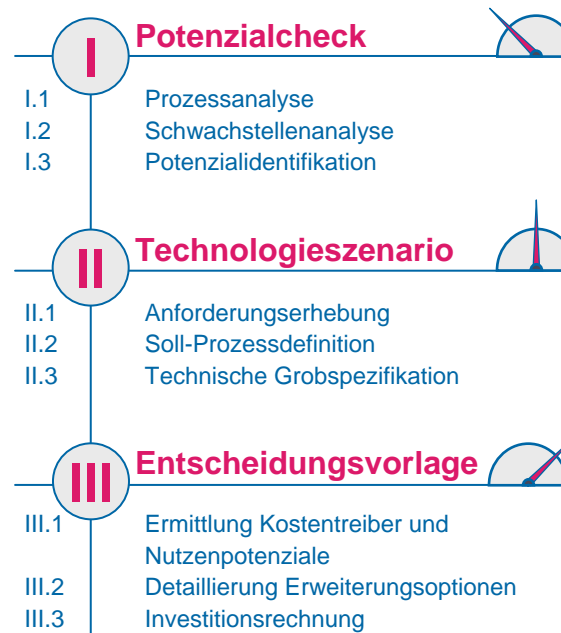 I Potenzialcheck
I.1 Prozessanalyse
I.2 Schwachstellenanalyse
I.3 Potenzialidentifikation
II Technologieszenario
II.1 Anforderungserhebung
II.2 Soll-Prozessdefinition
II.3 Technische Grobspezifikation
III Entscheidungsvorlage
III.1 Ermittlung Kostentreiber und
Nutzenpotenziale
III.2 Detaillierung Erweiterungsoptionen
III.3 Investitionsrechnung